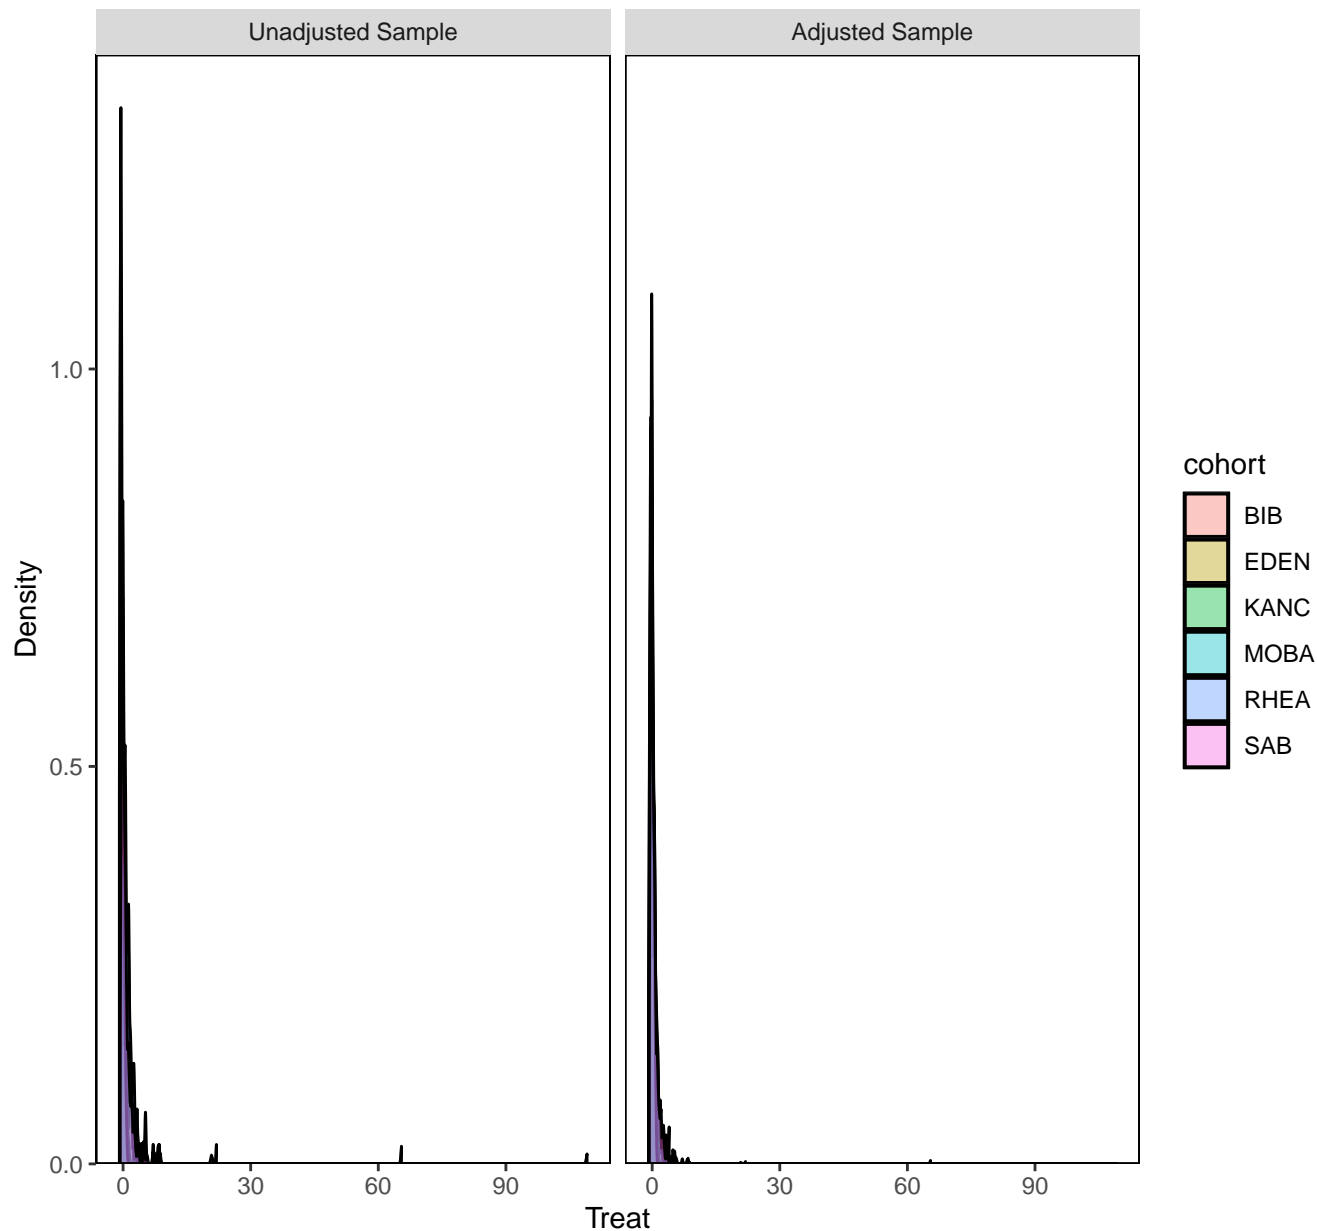 Unadjusted Sample
Adjusted Sample
Density
1.0
0.5
0.0
0 30 60 90
0 30 60 90
Treat
cohort
BIB
EDEN
KANC
MOBA
RHEA
SAB